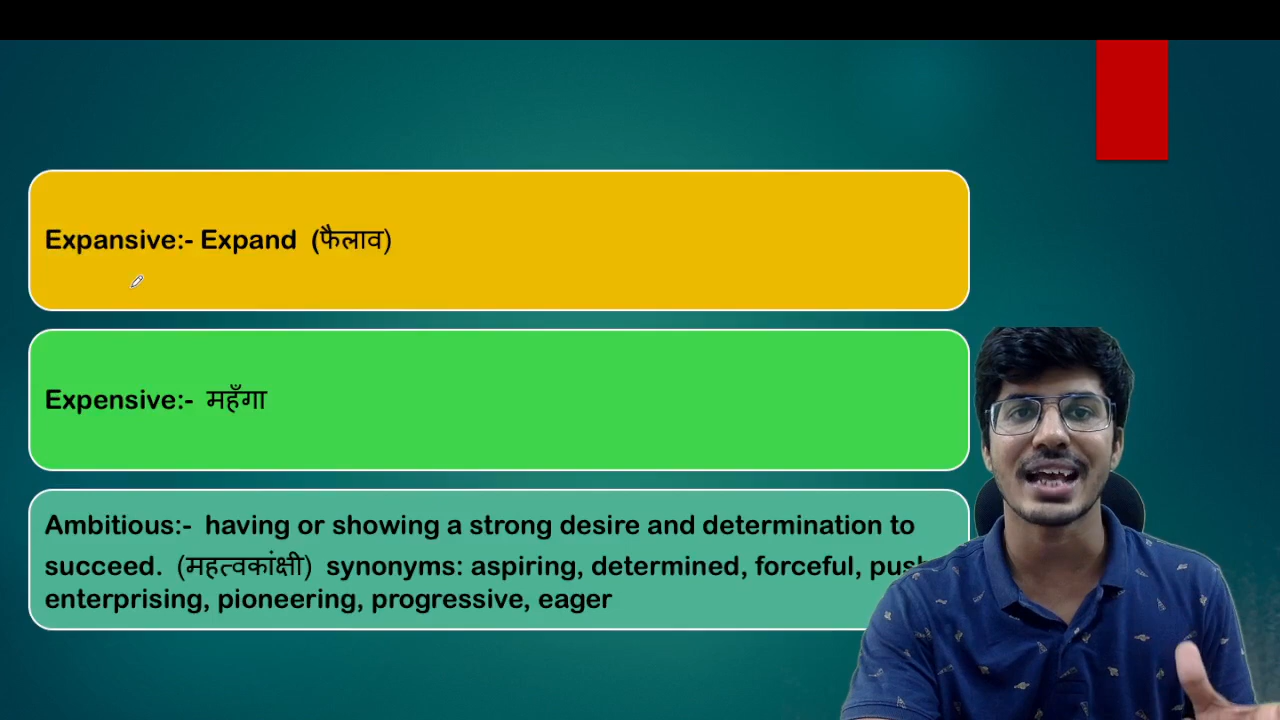 Expansive:- Expand (फैलाव)
Expensive:- महँगा
Ambitious:- having or showing a strong desire and determination to
succeed. (महत्वकांक्षी) synonyms: aspiring, determined, forceful,
enterprising, pioneering, progressive, eager